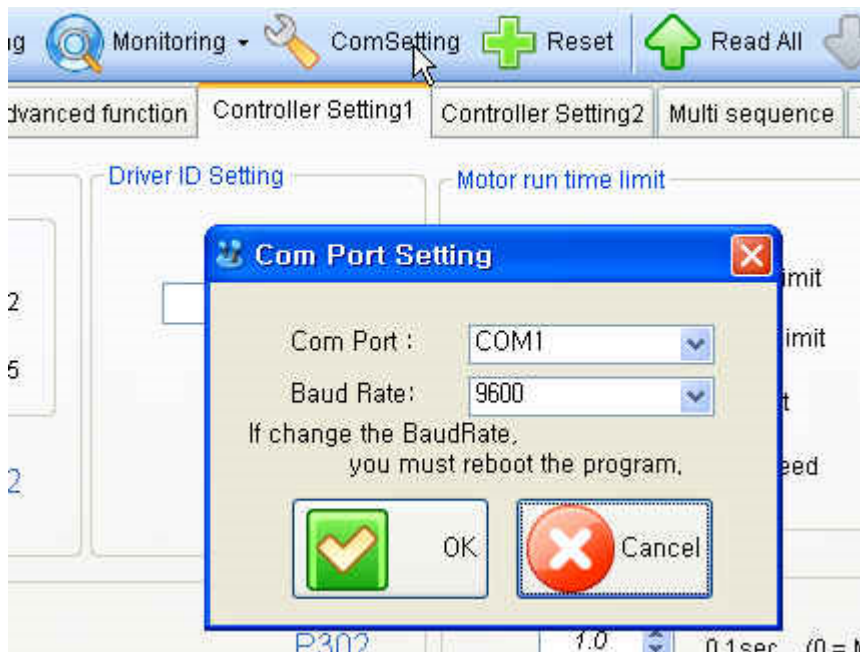 Monitoring ComSetting Reset Read All
dvanced function Controller Setting1 Controller Setting2 Multi sequence
Driver ID Setting Motor run time limit
Com Port Setting
imit
2
Com Port : COM1
imit
5
Baud Rate: 9600
t
If change the BaudRate,
you must reboot the program,
eed
2
OK Cancel
P302 1.0 0.1sec (0 =